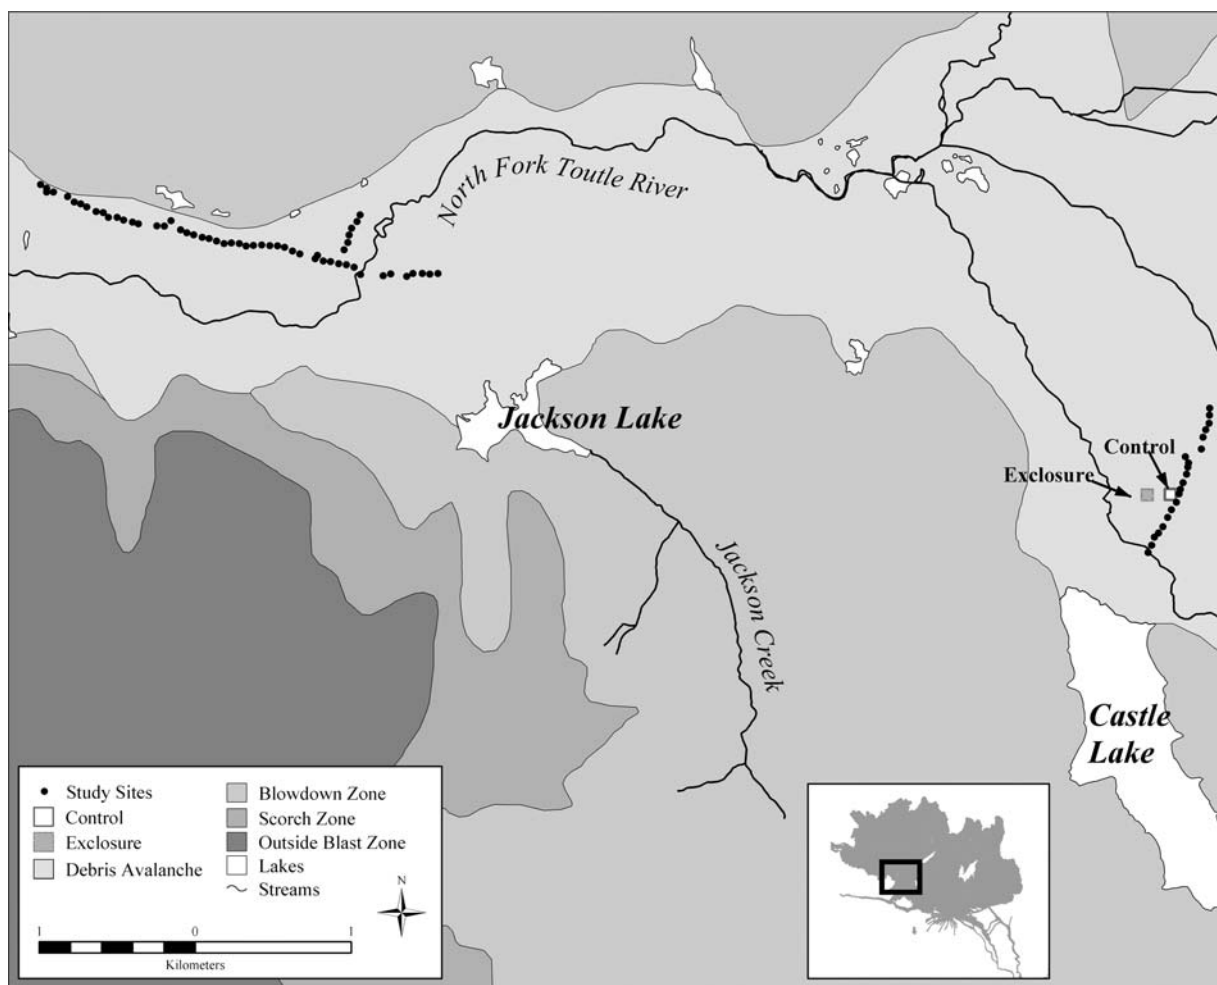 North Fork Toutle River
Jackson Lake
Control
Exclosure
Jackson Creek
Castle
Lake
Study Sites
Control
Exclosure
Debris Avalanche
Blowdown Zone
Scorch Zone
Outside Blast Zone
Lakes
Streams
N
1 0 1
Kilometers